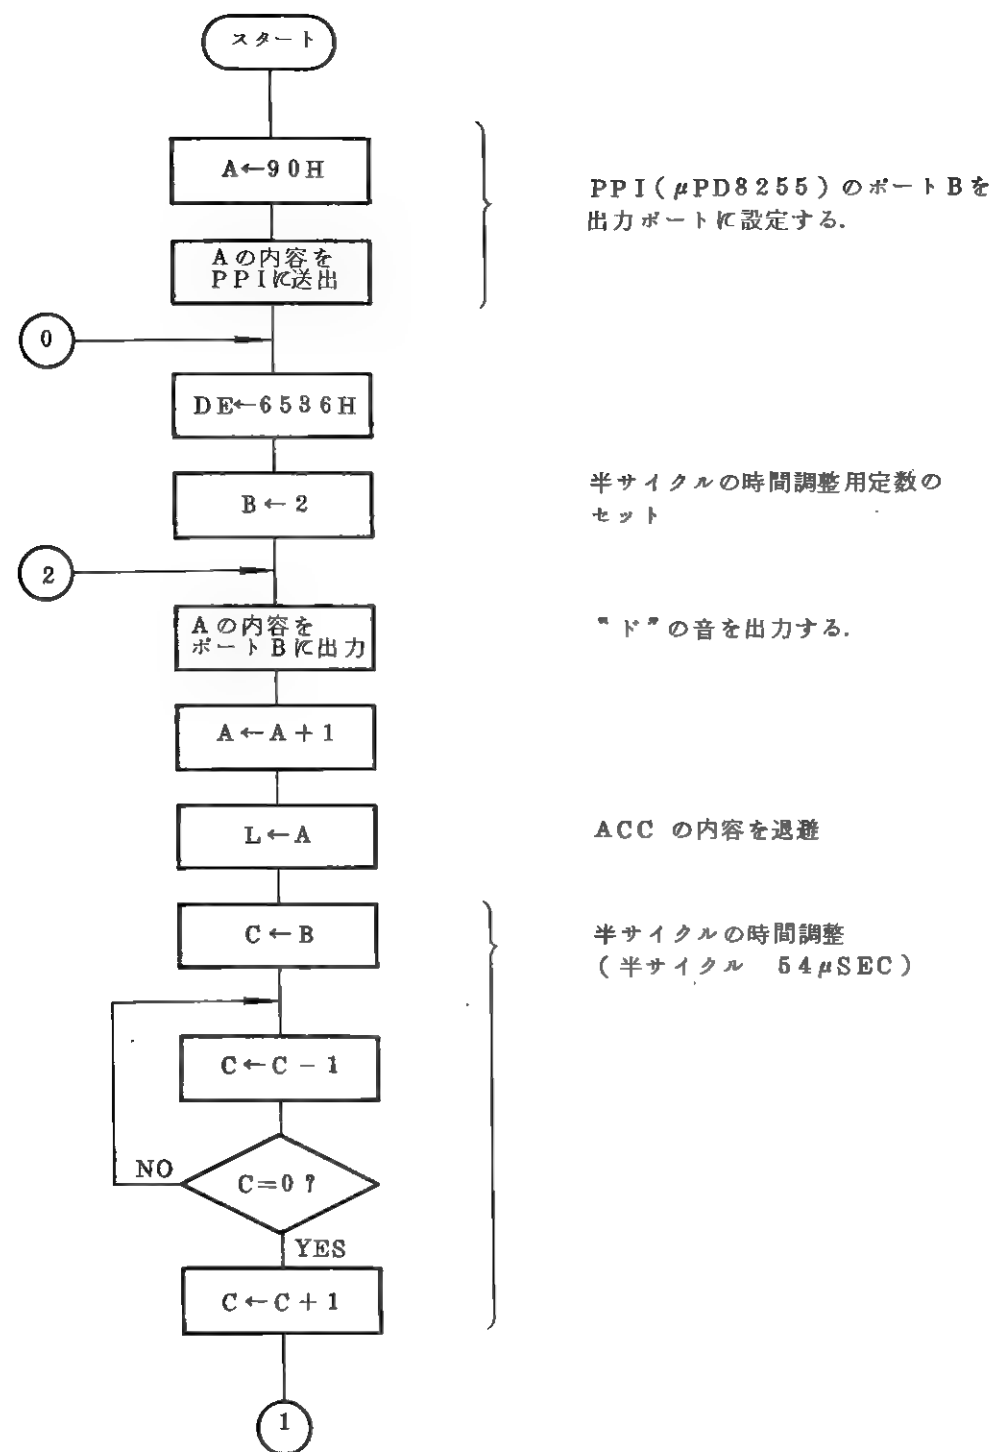 スタート
A←90H
PPI(μPD8255)のポートBを
出力ポートに設定する.
Aの内容を
PPIに送出
0
DE←6536H
B←2
半サイクルの時間調整用定数の
セット
2
Aの内容を
ポートBに出力
"ド"の音を出力する.
A←A+1
L←A
ACC の内容を退避
C←B
半サイクルの時間調整
(半サイクル 54μSEC)
C←C-1
NO
C=0?
YES
C←C+1
1